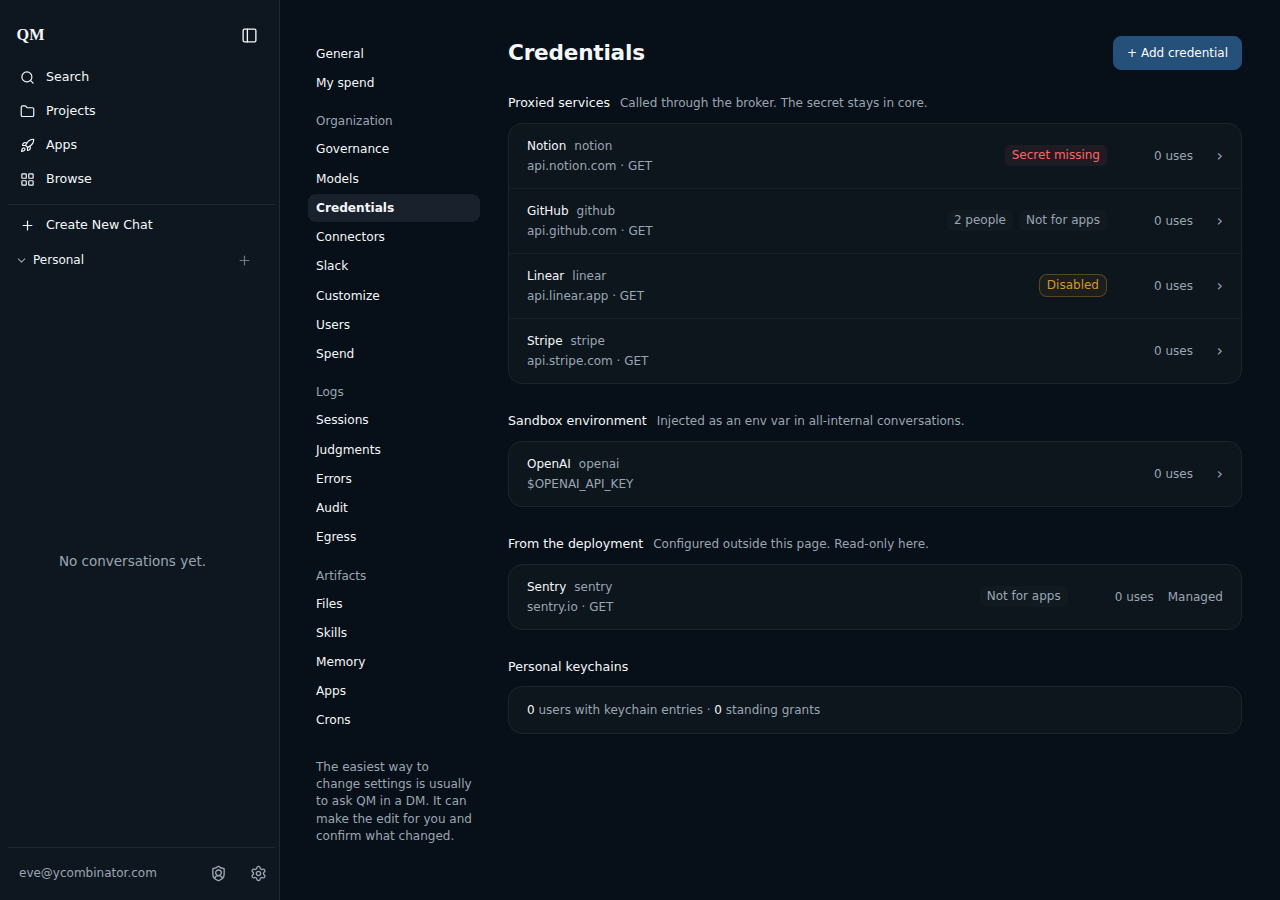 QM
Search
Projects
Apps
Browse
Create New Chat
Personal
No conversations yet.
eve@ycombinator.com
General
My spend
Organization
Governance
Models
Credentials
Connectors
Slack
Customize
Users
Spend
Logs
Sessions
Judgments
Errors
Audit
Egress
Artifacts
Files
Skills
Memory
Apps
Crons
The easiest way to
change settings is usually
to ask QM in a DM. It can
make the edit for you and
confirm what changed.
Credentials
+ Add credential
Proxied services Called through the broker. The secret stays in core.
Notion notion
api.notion.com · GET
Secret missing
0 uses
GitHub github
api.github.com · GET
2 people
Not for apps
0 uses
Linear linear
api.linear.app · GET
Disabled
0 uses
Stripe stripe
api.stripe.com · GET
0 uses
Sandbox environment Injected as an env var in all-internal conversations.
OpenAI openai
$OPENAI_API_KEY
0 uses
From the deployment Configured outside this page. Read-only here.
Sentry sentry
sentry.io · GET
Not for apps
0 uses
Managed
Personal keychains
0 users with keychain entries · 0 standing grants